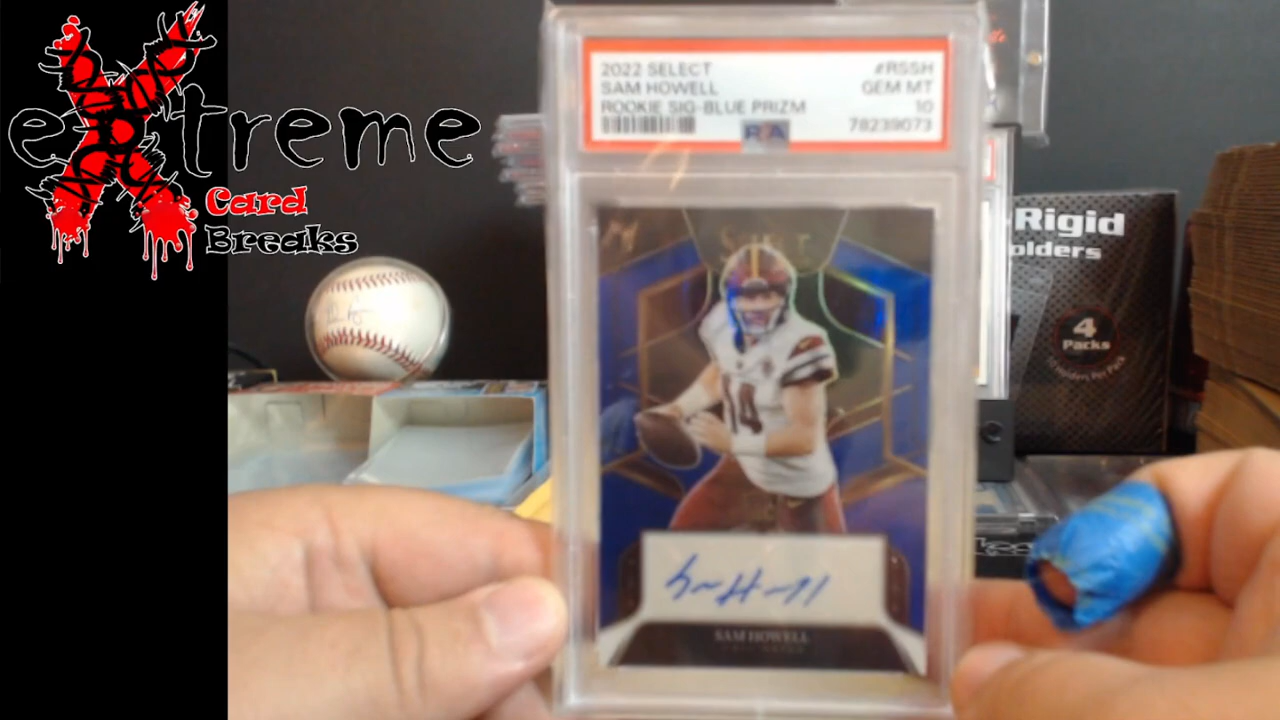 eXtreme
Card
Breaks
2022 SELECT #RSSH
SAM HOWELL GEM MT
ROOKIE SIG-BLUE PRIZM 10
78239073
14
SAM HOWELL
-Rigid
olders
4
Packs